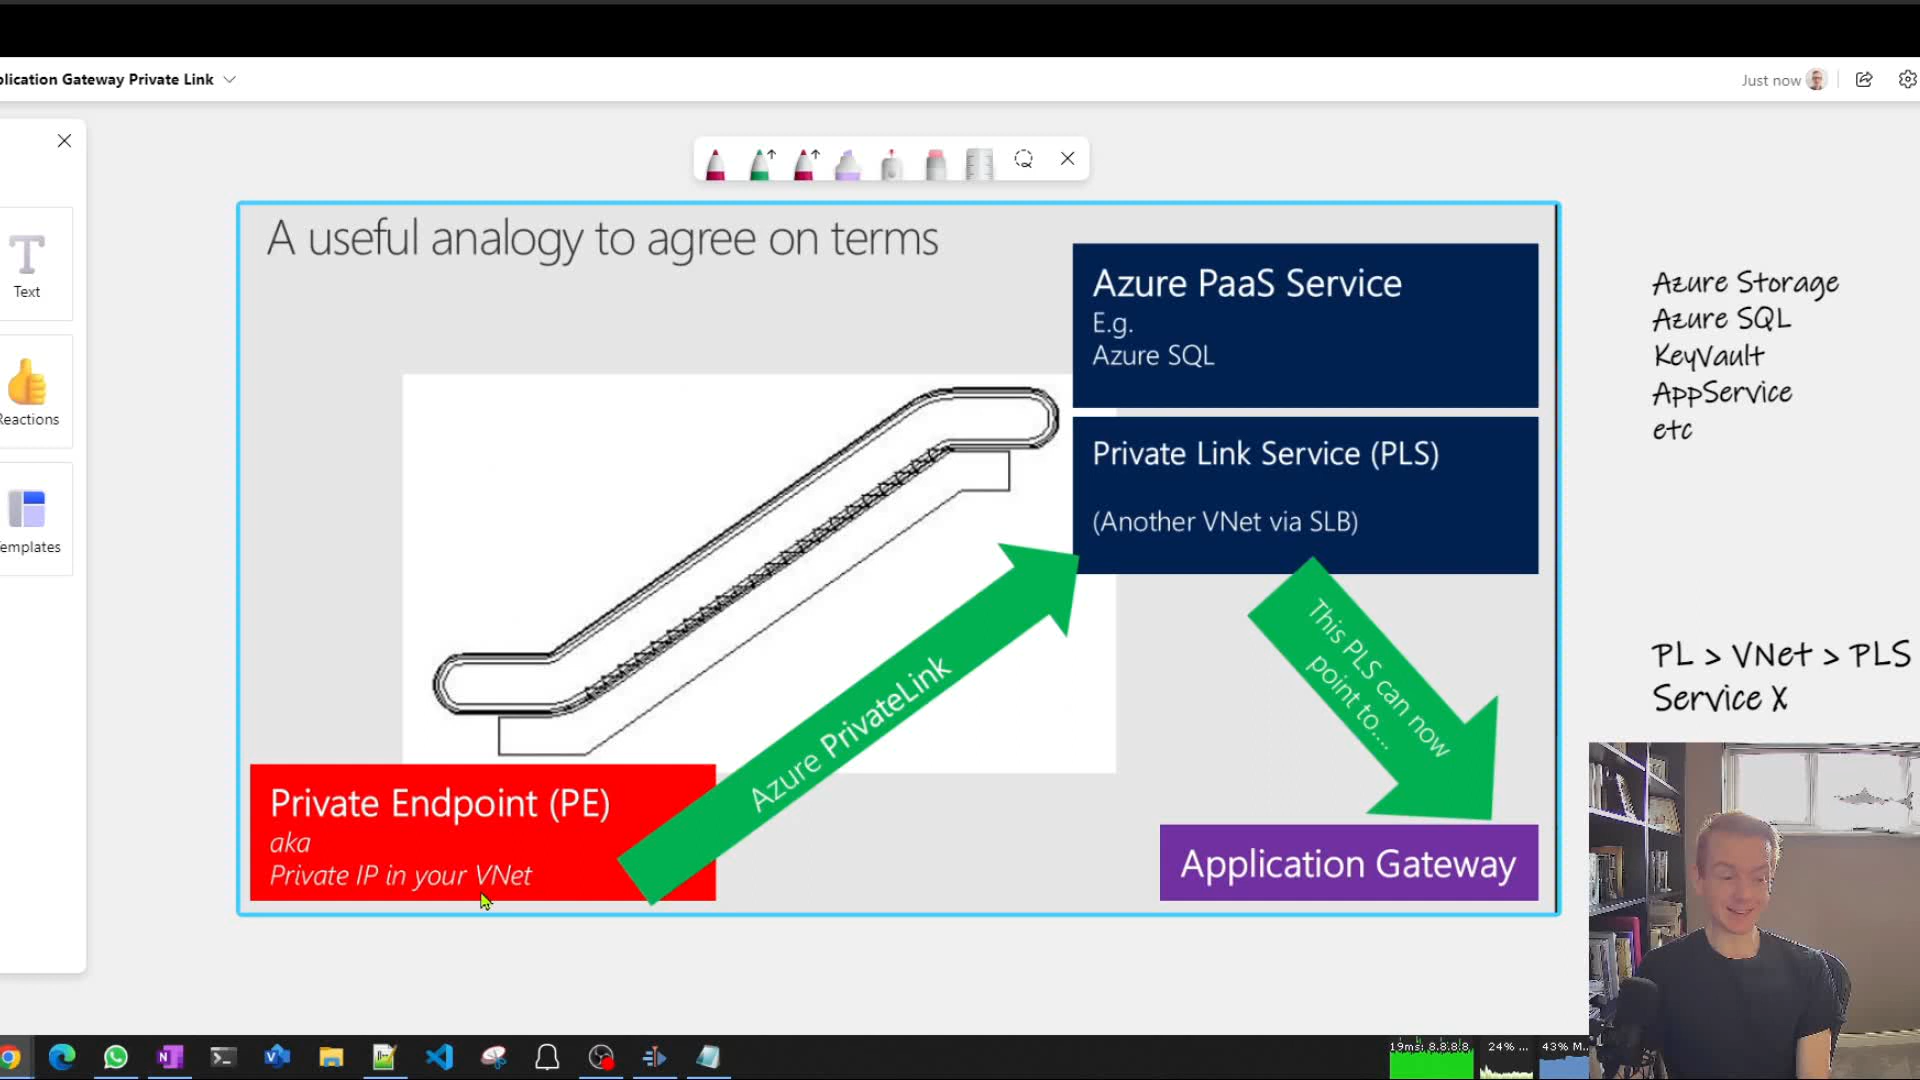 plication Gateway Private Link
Just now
Text
Reactions
emplates
A useful analogy to agree on terms
Azure PaaS Service
E.g.
Azure SQL
Private Link Service (PLS)
(Another VNet via SLB)
This PLS can now
point to....
Azure PrivateLink
Private Endpoint (PE)
aka
Private IP in your VNet
Application Gateway
Azure Storage
Azure SQL
KeyVault
AppService
etc
PL > VNet > PLS
Service X
19ms: 8.8.8.8
24% ...
43% M..